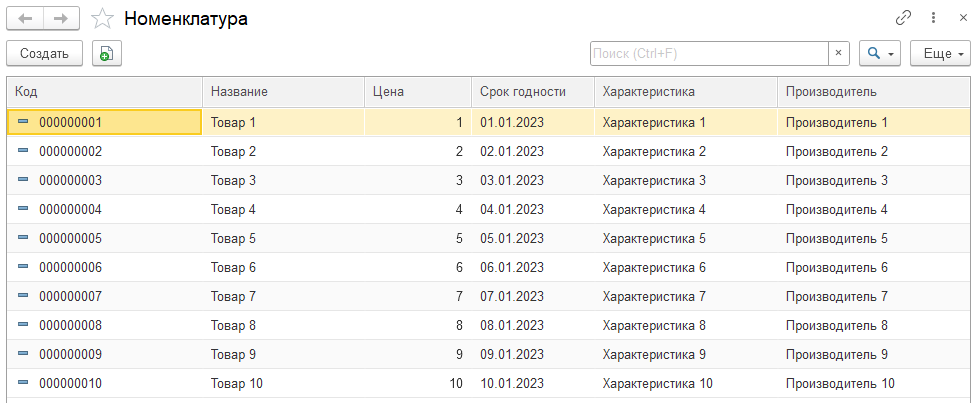 Номенклатура
Создать Поиск (Ctrl+F) × Еще
Код Название Цена Срок годности Характеристика Производитель
000000001 Товар 1 1 01.01.2023 Характеристика 1 Производитель 1
000000002 Товар 2 2 02.01.2023 Характеристика 2 Производитель 2
000000003 Товар 3 3 03.01.2023 Характеристика 3 Производитель 3
000000004 Товар 4 4 04.01.2023 Характеристика 4 Производитель 4
000000005 Товар 5 5 05.01.2023 Характеристика 5 Производитель 5
000000006 Товар 6 6 06.01.2023 Характеристика 6 Производитель 6
000000007 Товар 7 7 07.01.2023 Характеристика 7 Производитель 7
000000008 Товар 8 8 08.01.2023 Характеристика 8 Производитель 8
000000009 Товар 9 9 09.01.2023 Характеристика 9 Производитель 9
000000010 Товар 10 10 10.01.2023 Характеристика 10 Производитель 10